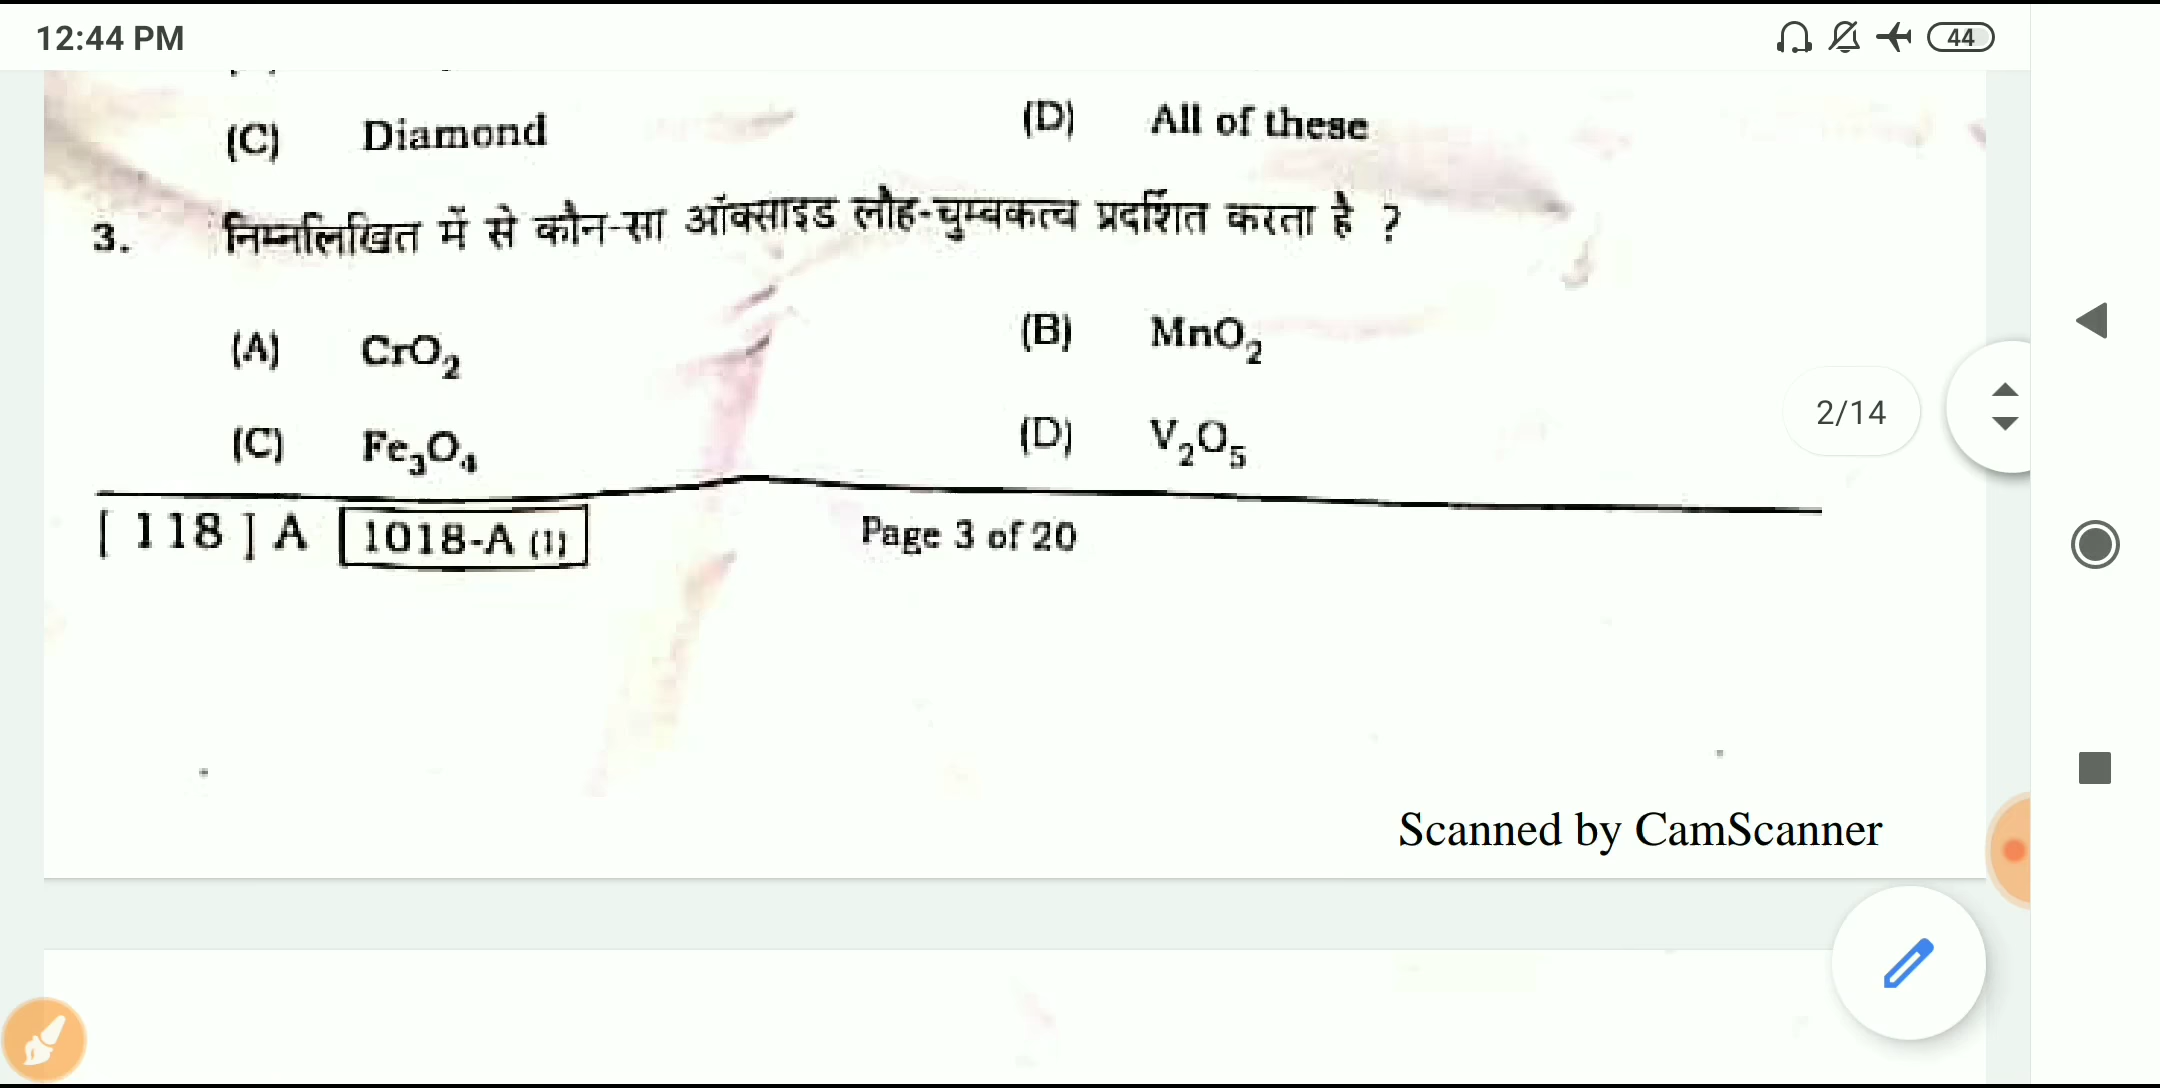 12:44 PM
44
(C) Diamond (D) All of these
3. निम्नलिखित में से कौन-सा ऑक्साइड लौह-चुम्बकत्व प्रदर्शित करता है ?
(A) CrO₂ (B) MnO₂
2/14
(C) Fe₃O₄ (D) V₂O₅
[ 118 ] A 1018-A (1) Page 3 of 20
Scanned by CamScanner